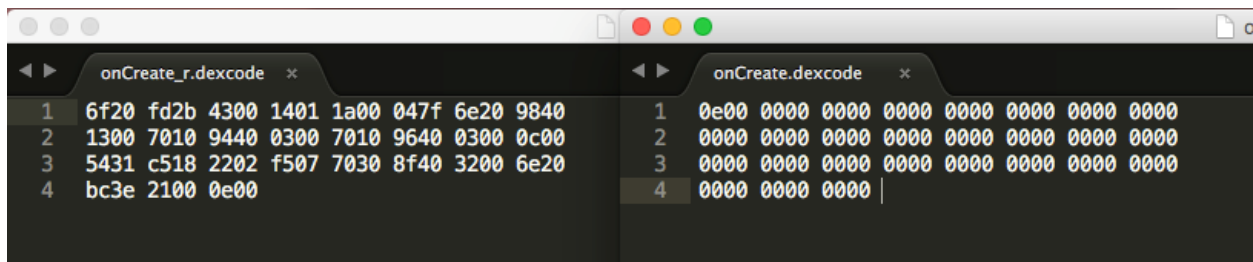 onCreate_r.dexcode ×
1 6f20 fd2b 4300 1401 1a00 047f 6e20 9840
2 1300 7010 9440 0300 7010 9640 0300 0c00
3 5431 c518 2202 f507 7030 8f40 3200 6e20
4 bc3e 2100 0e00
onCreate.dexcode ×
1 0e00 0000 0000 0000 0000 0000 0000 0000
2 0000 0000 0000 0000 0000 0000 0000 0000
3 0000 0000 0000 0000 0000 0000 0000 0000
4 0000 0000 0000